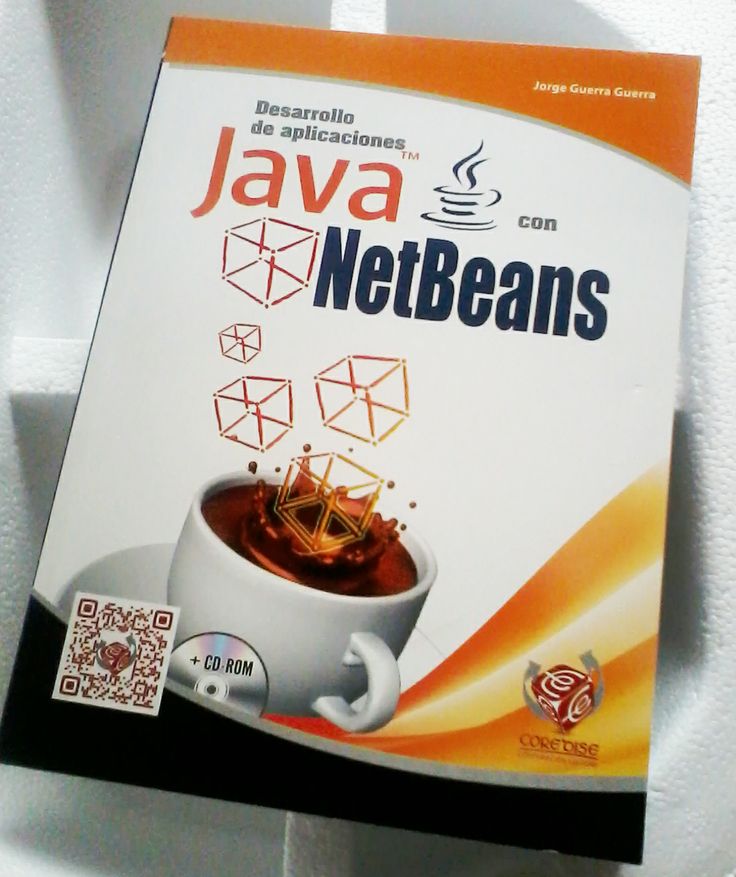 Jorge Guerra Guerra
Desarrollo
de aplicaciones
Java™
con
NetBeans
+ CD-ROM
COREDISE